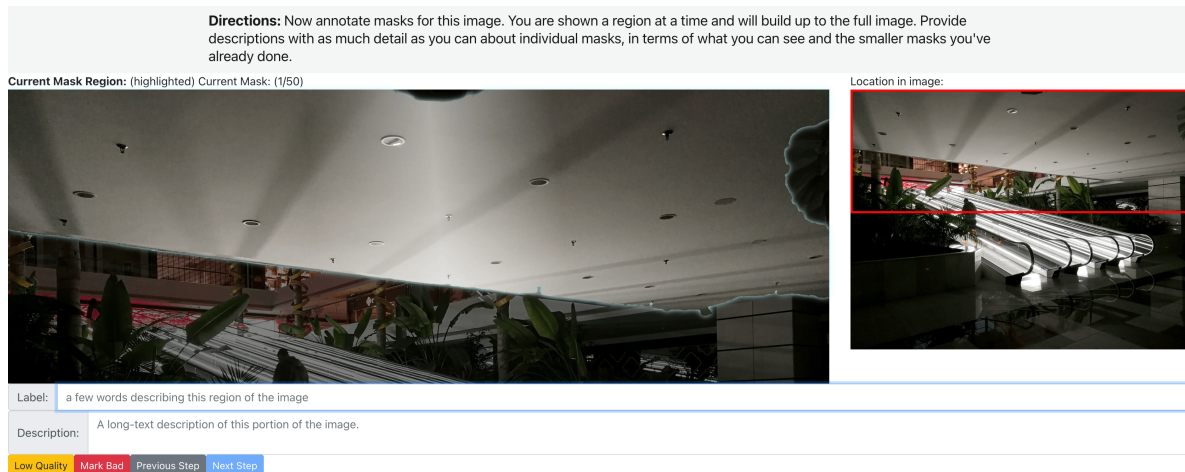 Directions: Now annotate masks for this image. You are shown a region at a time and will build up to the full image. Provide
descriptions with as much detail as you can about individual masks, in terms of what you can see and the smaller masks you've
already done.
Current Mask Region: (highlighted) Current Mask: (1/50)
Location in image:
Label: a few words describing this region of the image
Description: A long-text description of this portion of the image.
Low Quality Mark Bad Previous Step Next Step